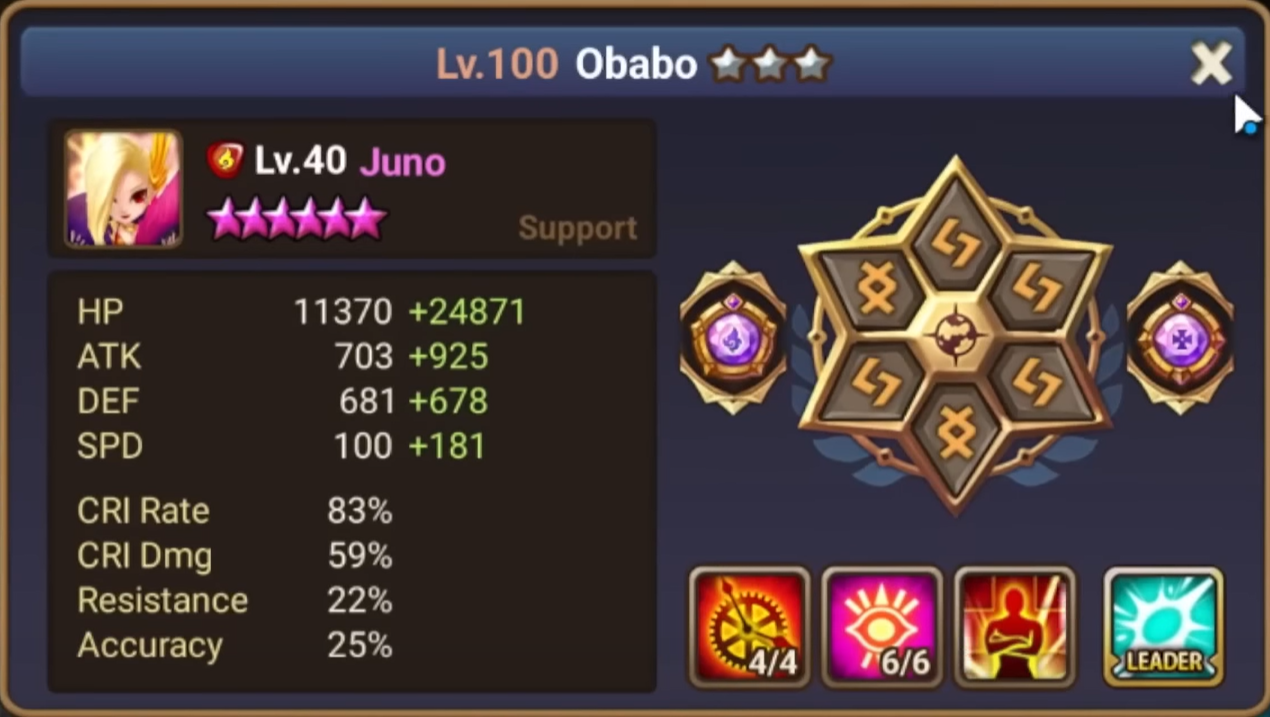 Lv.100 Obabo
Lv.40 Juno
Support
HP 11370 +24871
ATK 703 +925
DEF 681 +678
SPD 100 +181
CRI Rate 83%
CRI Dmg 59%
Resistance 22%
Accuracy 25%
4/4 6/6 LEADER